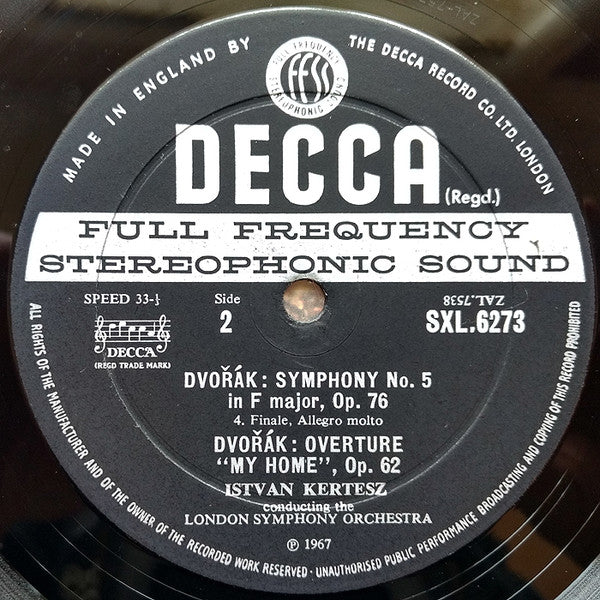 MADE IN ENGLAND BY
THE DECCA RECORD CO. LTD. LONDON
FULL FREQUENCY
FFSS
STEREOPHONIC
DECCA (Regd.)
FULL FREQUENCY
STEREOPHONIC SOUND
SPEED 33-⅓
Side
2
ZAL.7538
SXL.6273
DECCA
(REGD TRADE MARK)
DVOŘÁK: SYMPHONY No. 5
in F major, Op. 76
4. Finale, Allegro molto
DVOŘÁK: OVERTURE
“MY HOME”, Op. 62
ISTVAN KERTESZ
conducting the
LONDON SYMPHONY ORCHESTRA
℗ 1967
ALL RIGHTS OF THE MANUFACTURER AND OF THE OWNER OF THE RECORDED WORK RESERVED · UNAUTHORISED PUBLIC PERFORMANCE BROADCASTING AND COPYING OF THIS RECORD PROHIBITED